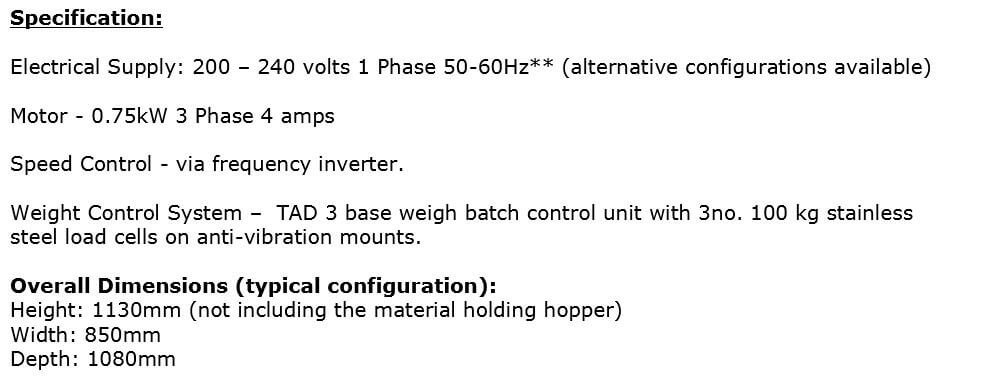 Specification:
Electrical Supply: 200 – 240 volts 1 Phase 50-60Hz** (alternative configurations available)
Motor - 0.75kW 3 Phase 4 amps
Speed Control - via frequency inverter.
Weight Control System –  TAD 3 base weigh batch control unit with 3no. 100 kg stainless
steel load cells on anti-vibration mounts.
Overall Dimensions (typical configuration):
Height: 1130mm (not including the material holding hopper)
Width: 850mm
Depth: 1080mm